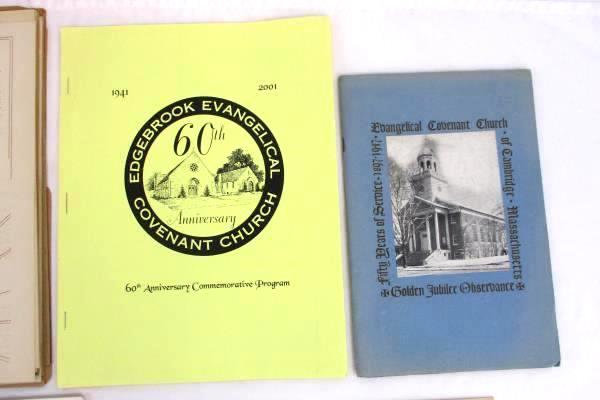 1941
2001
EDGEBROOK EVANGELICAL
60th
Anniversary
COVENANT CHURCH
60th Anniversary Commemorative Program
Evangelical Covenant Church
of Cambridge · Massachusetts
Fifty Years of Service · 1897-1947 ·
✠ Golden Jubilee Observance ✠